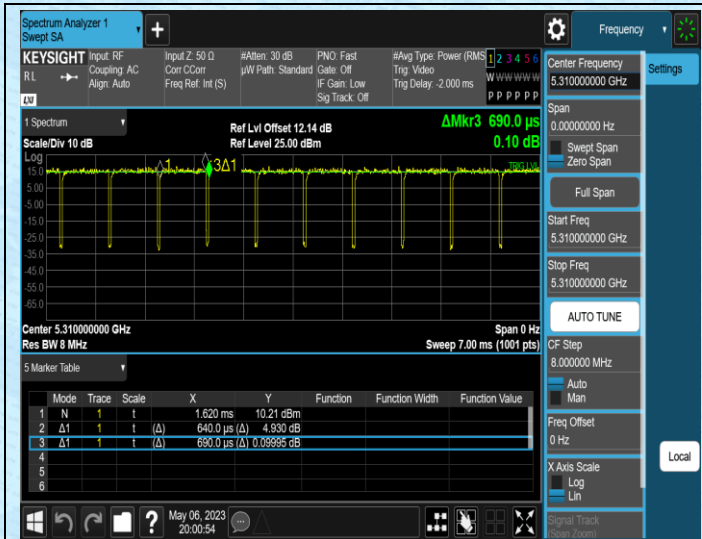 Spectrum Analyzer 1
Swept SA
+
Frequency
KEYSIGHT
RL
LXI
Input: RF
Coupling: AC
Align: Auto
Input Z: 50 Ω
Corr CCorr
Freq Ref: Int (S)
#Atten: 30 dB
µW Path: Standard
PNO: Fast
Gate: Off
IF Gain: Low
Sig Track: Off
#Avg Type: Power (RMS
Trig: Video
Trig Delay: -2.000 ms
1 2 3 4 5 6
W W W W W W
P P P P P P
1 Spectrum
Scale/Div 10 dB
Ref Lvl Offset 12.14 dB
Ref Level 25.00 dBm
ΔMkr3 690.0 µs
0.10 dB
Log
15.0
5.00
-5.00
-15.0
-25.0
-35.0
-45.0
-55.0
-65.0
1
3Δ1
TRIG LVL
Center 5.310000000 GHz
Res BW 8 MHz
Span 0 Hz
Sweep 7.00 ms (1001 pts)
5 Marker Table
Mode Trace Scale X Y Function Function Width Function Value
1 N 1 t 1.620 ms 10.21 dBm
2 Δ1 1 t (Δ) 640.0 µs (Δ) 4.930 dB
3 Δ1 1 t (Δ) 690.0 µs (Δ) 0.09995 dB
4
5
6
?
May 06, 2023
20:00:54
Center Frequency
5.310000000 GHz
Span
0.00000000 Hz
Swept Span
Zero Span
Full Span
Start Freq
5.310000000 GHz
Stop Freq
5.310000000 GHz
AUTO TUNE
CF Step
8.000000 MHz
Auto
Man
Freq Offset
0 Hz
X Axis Scale
Log
Lin
Signal Track
(Span Zoom)
Settings
Local